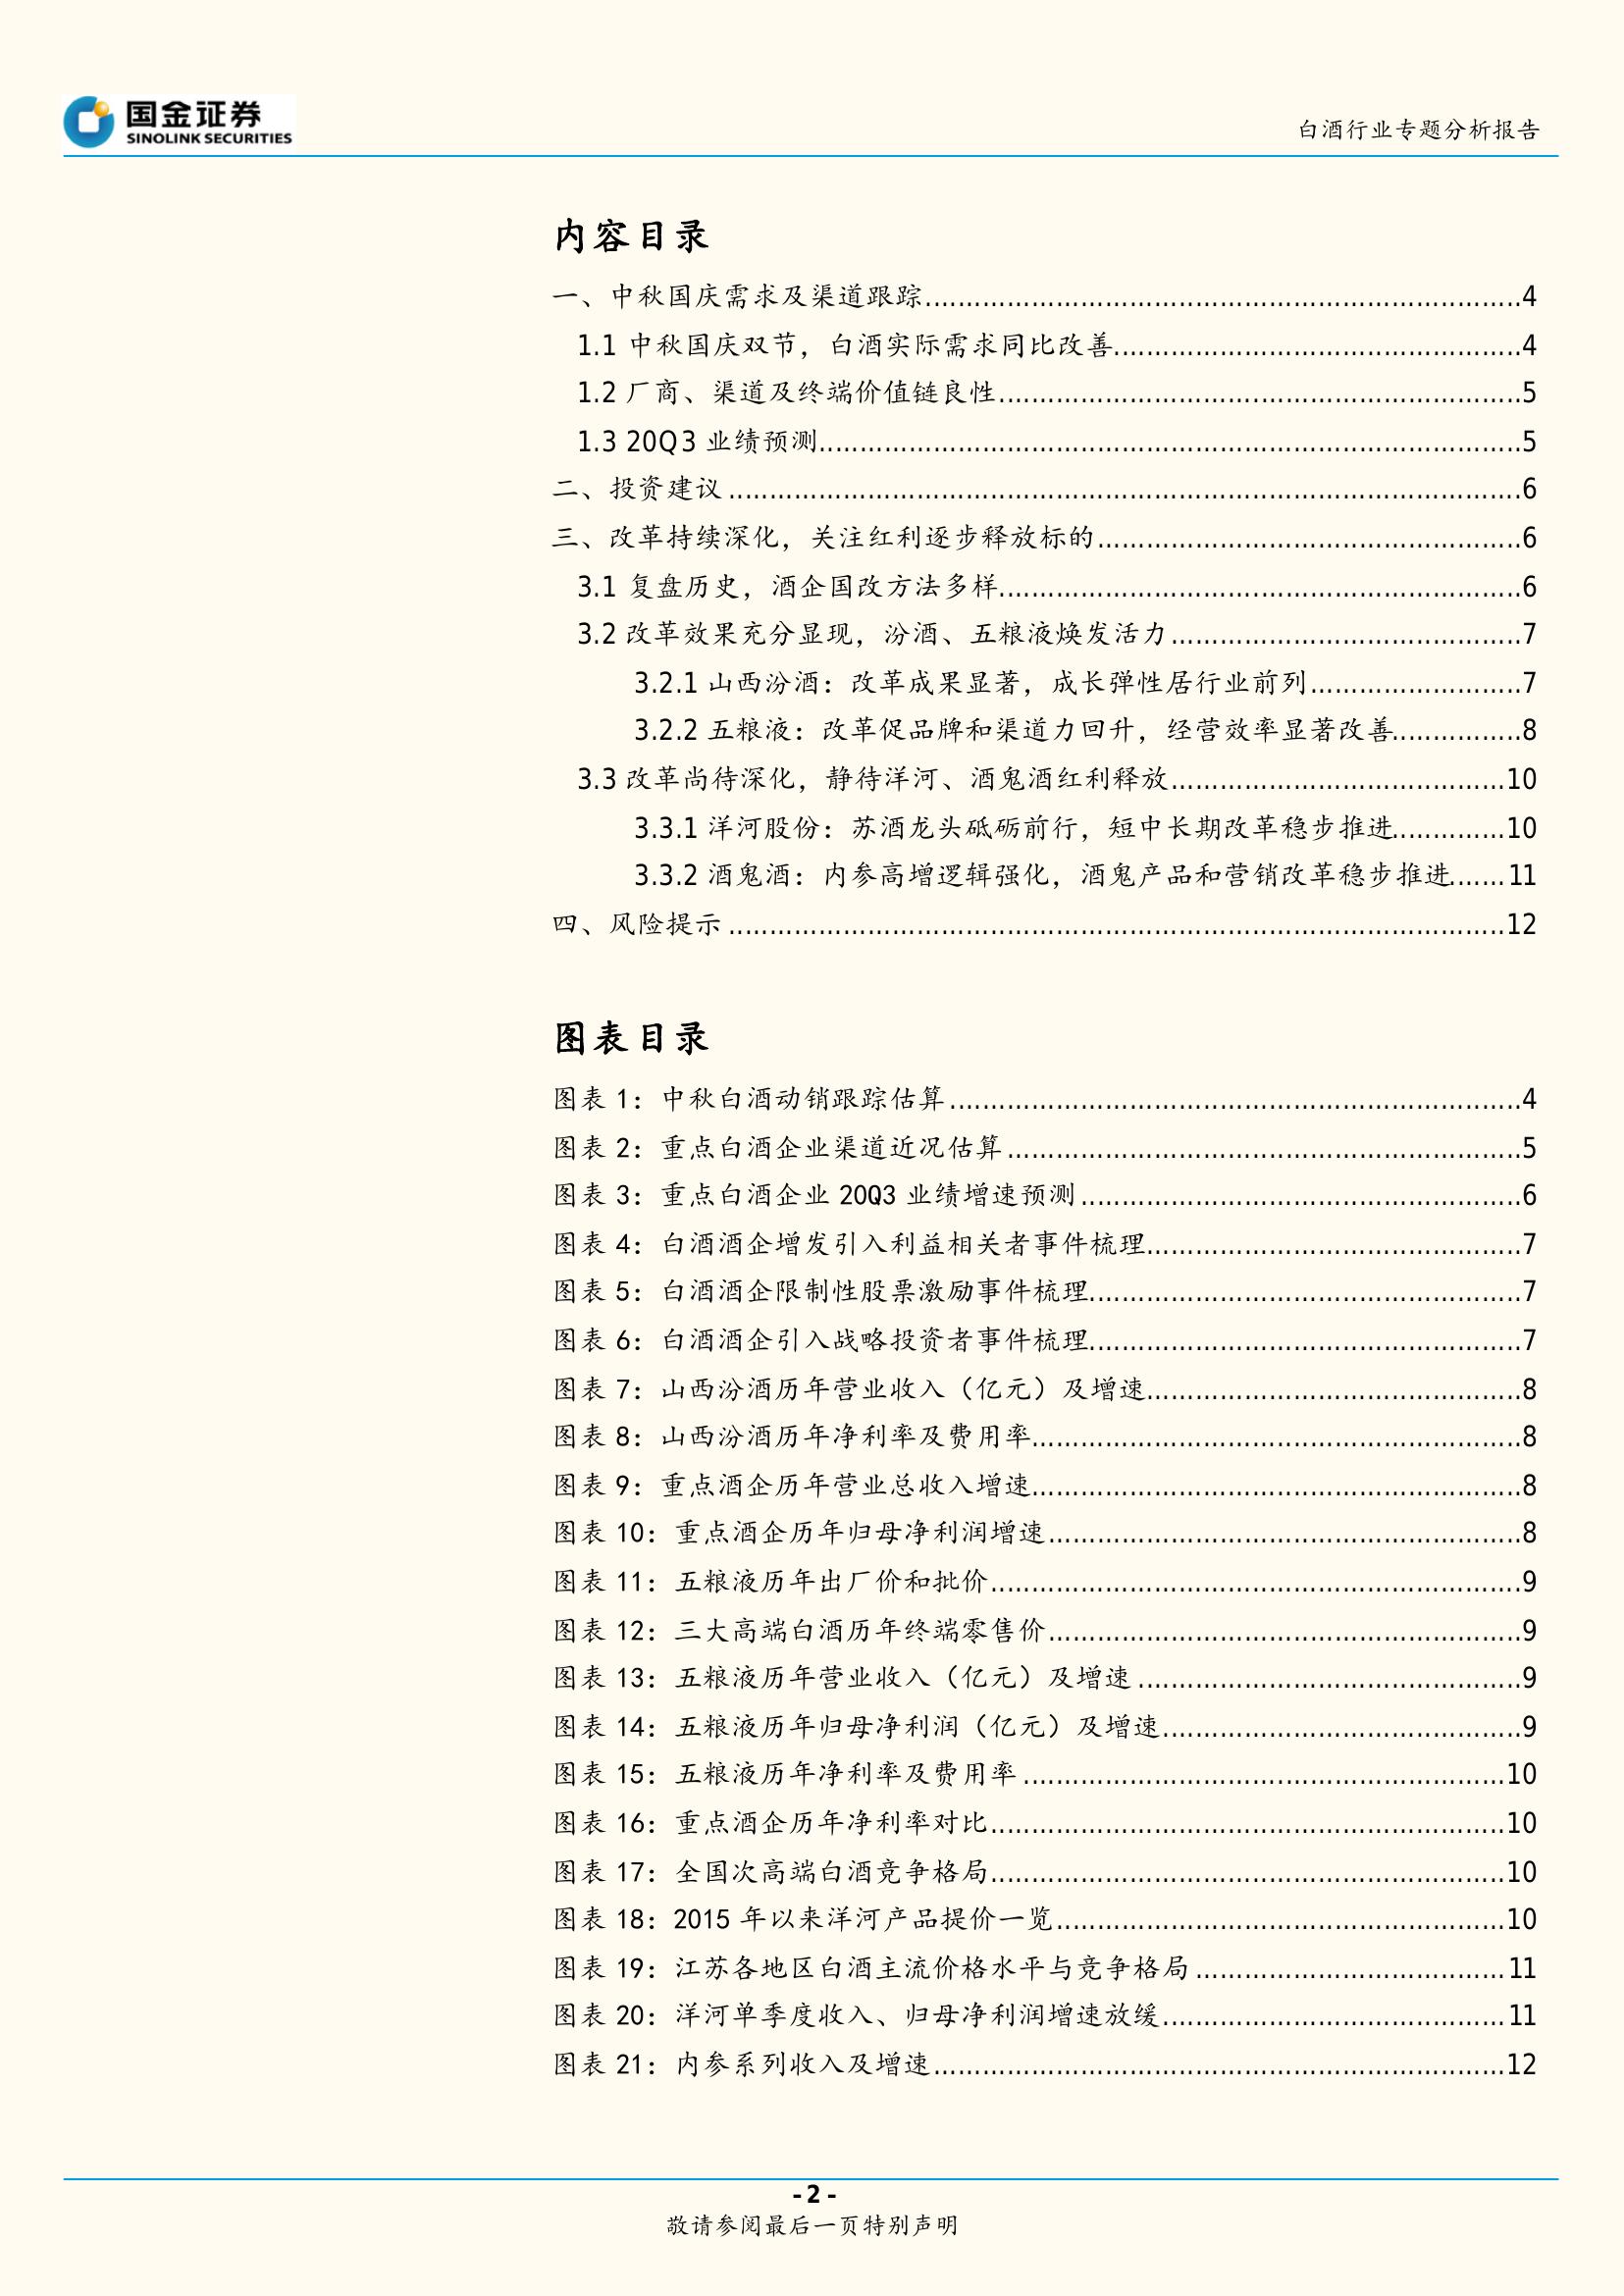 国金证券
SINOLINK SECURITIES
白酒行业专题分析报告
内容目录
一、中秋国庆需求及渠道跟踪....................4
1.1 中秋国庆双节，白酒实际需求同比改善....................4
1.2 厂商、渠道及终端价值链良性....................5
1.3 20Q3 业绩预测....................5
二、投资建议....................6
三、改革持续深化，关注红利逐步释放标的....................6
3.1 复盘历史，酒企国改方法多样....................6
3.2 改革效果充分显现，汾酒、五粮液焕发活力....................7
3.2.1 山西汾酒：改革成果显著，成长弹性居行业前列....................7
3.2.2 五粮液：改革促品牌和渠道力回升，经营效率显著改善....................8
3.3 改革尚待深化，静待洋河、酒鬼酒红利释放....................10
3.3.1 洋河股份：苏酒龙头砥砺前行，短中长期改革稳步推进....................10
3.3.2 酒鬼酒：内参高增逻辑强化，酒鬼产品和营销改革稳步推进.......11
四、风险提示....................12
图表目录
图表 1：中秋白酒动销跟踪估算....................4
图表 2：重点白酒企业渠道近况估算....................5
图表 3：重点白酒企业 20Q3 业绩增速预测....................6
图表 4：白酒酒企增发引入利益相关者事件梳理....................7
图表 5：白酒酒企限制性股票激励事件梳理....................7
图表 6：白酒酒企引入战略投资者事件梳理....................7
图表 7：山西汾酒历年营业收入（亿元）及增速....................8
图表 8：山西汾酒历年净利率及费用率....................8
图表 9：重点酒企历年营业总收入增速....................8
图表 10：重点酒企历年归母净利润增速....................8
图表 11：五粮液历年出厂价和批价....................9
图表 12：三大高端白酒历年终端零售价....................9
图表 13：五粮液历年营业收入（亿元）及增速....................9
图表 14：五粮液历年归母净利润（亿元）及增速....................9
图表 15：五粮液历年净利率及费用率....................10
图表 16：重点酒企历年净利率对比....................10
图表 17：全国次高端白酒竞争格局....................10
图表 18：2015 年以来洋河产品提价一览....................10
图表 19：江苏各地区白酒主流价格水平与竞争格局....................11
图表 20：洋河单季度收入、归母净利润增速放缓....................11
图表 21：内参系列收入及增速....................12
- 2 -
敬请参阅最后一页特别声明